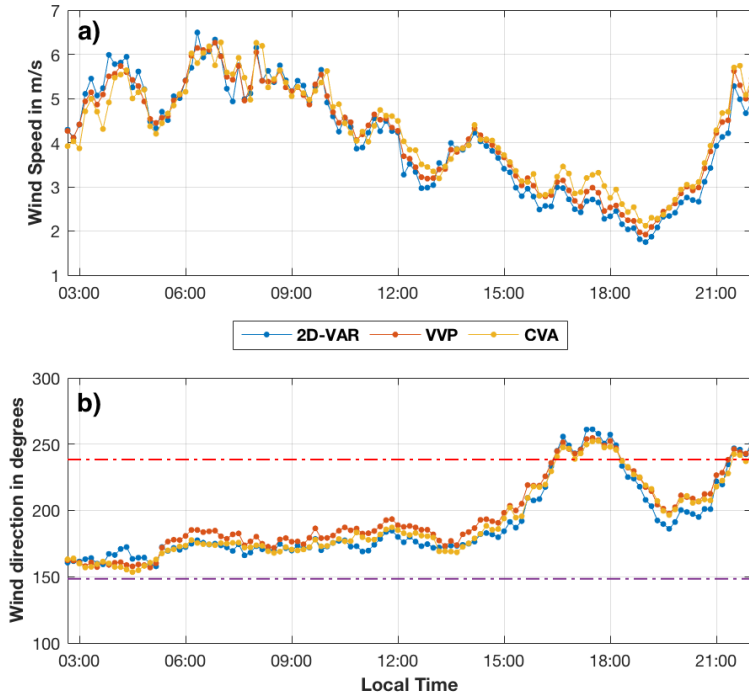 a)
Wind Speed in m/s
7
6
5
4
3
2
1
03:00 06:00 09:00 12:00 15:00 18:00 21:00
2D-VAR VVP CVA
b)
Wind direction in degrees
300
250
200
150
100
03:00 06:00 09:00 12:00 15:00 18:00 21:00
Local Time